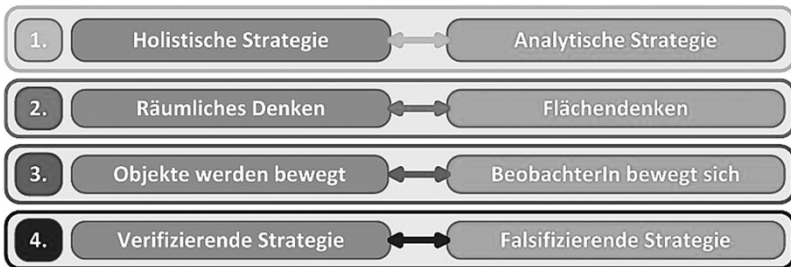 1. Holistische Strategie Analytische Strategie
2. Räumliches Denken Flächendenken
3. Objekte werden bewegt BeobachterIn bewegt sich
4. Verifizierende Strategie Falsifizierende Strategie